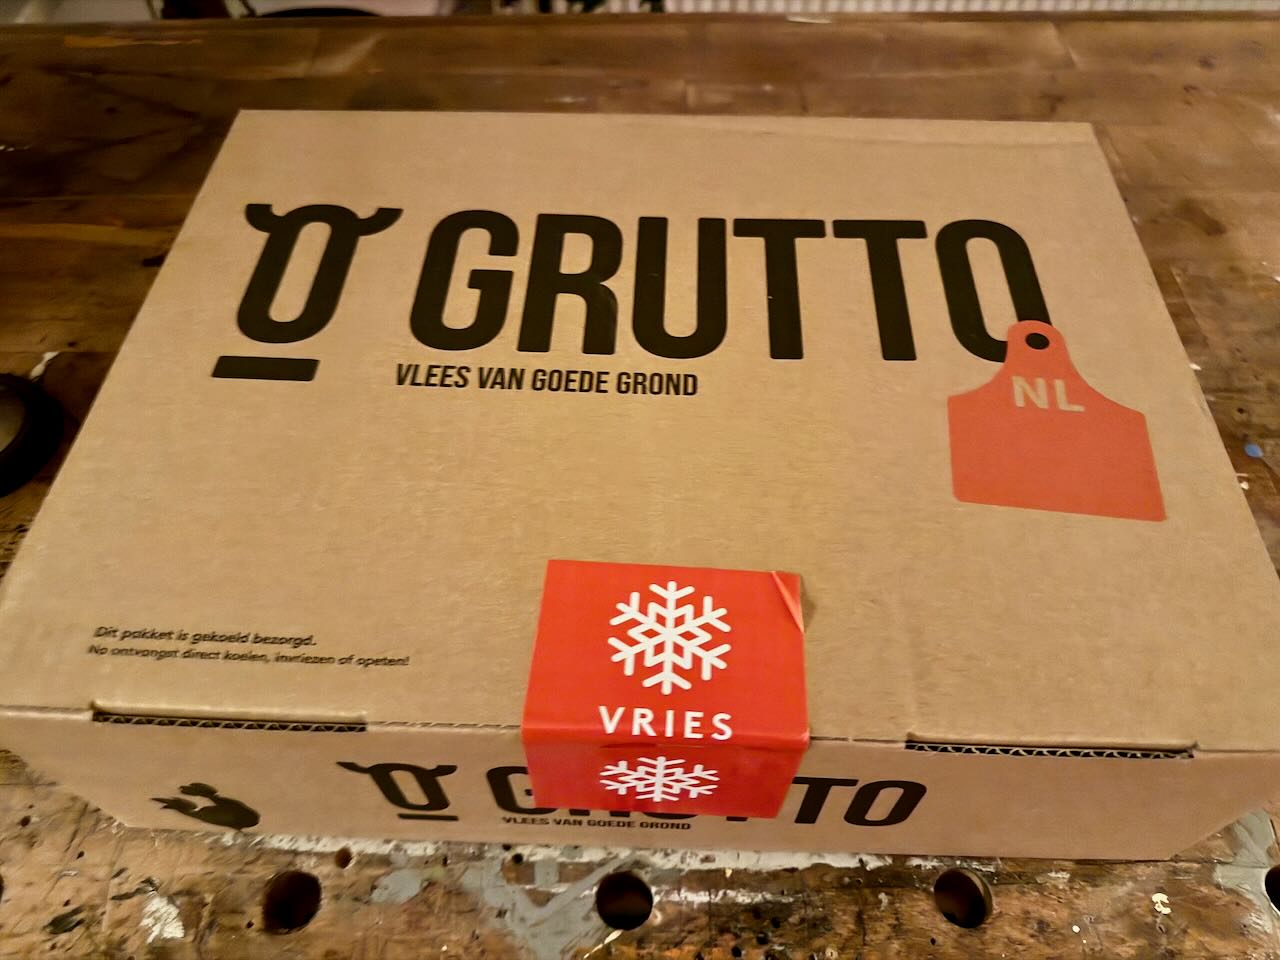 GRUTTO
VLEES VAN GOEDE GROND
NL
Dit pakket is gekoeld bezorgd.
Na ontvangst direct koelen, invriezen of opeten!
VRIES
G TTO
VLEES VAN GOEDE GROND